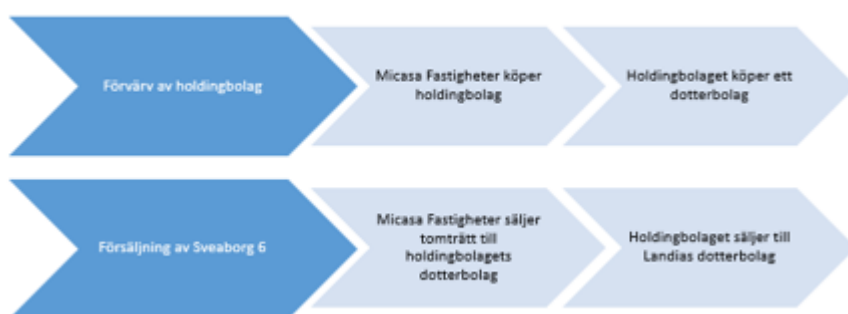 Förvärv av holdingbolag
Micasa Fastigheter köper
holdingbolag
Holdingbolaget köper ett
dotterbolag
Försäljning av Sveaborg 6
Micasa Fastigheter säljer
tomträtt till
holdingbolagets
dotterbolag
Holdingbolaget säljer till
Landias dotterbolag